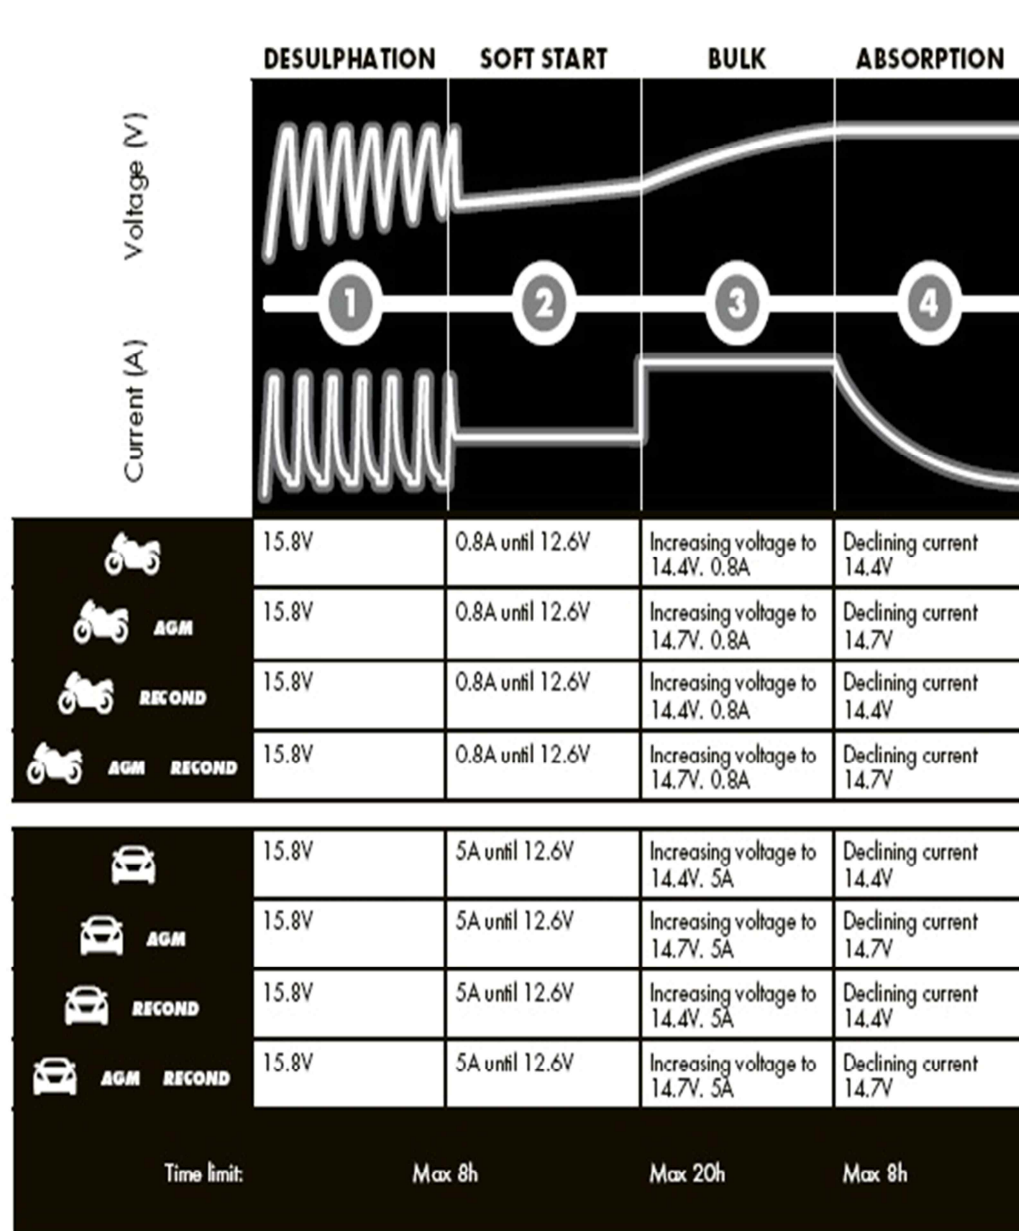 DESULPHATION SOFT START BULK ABSORPTION
Voltage (V)
1 2 3 4
Current (A)
15.8V 0.8A until 12.6V Increasing voltage to Declining current
14.4V. 0.8A 14.4V
AGM 15.8V 0.8A until 12.6V Increasing voltage to Declining current
14.7V. 0.8A 14.7V
RECOND 15.8V 0.8A until 12.6V Increasing voltage to Declining current
14.4V. 0.8A 14.4V
AGM RECOND 15.8V 0.8A until 12.6V Increasing voltage to Declining current
14.7V. 0.8A 14.7V
15.8V 5A until 12.6V Increasing voltage to Declining current
14.4V. 5A 14.4V
AGM 15.8V 5A until 12.6V Increasing voltage to Declining current
14.7V. 5A 14.7V
RECOND 15.8V 5A until 12.6V Increasing voltage to Declining current
14.4V. 5A 14.4V
AGM RECOND 15.8V 5A until 12.6V Increasing voltage to Declining current
14.7V. 5A 14.7V
Time limit: Max 8h Max 20h Max 8h